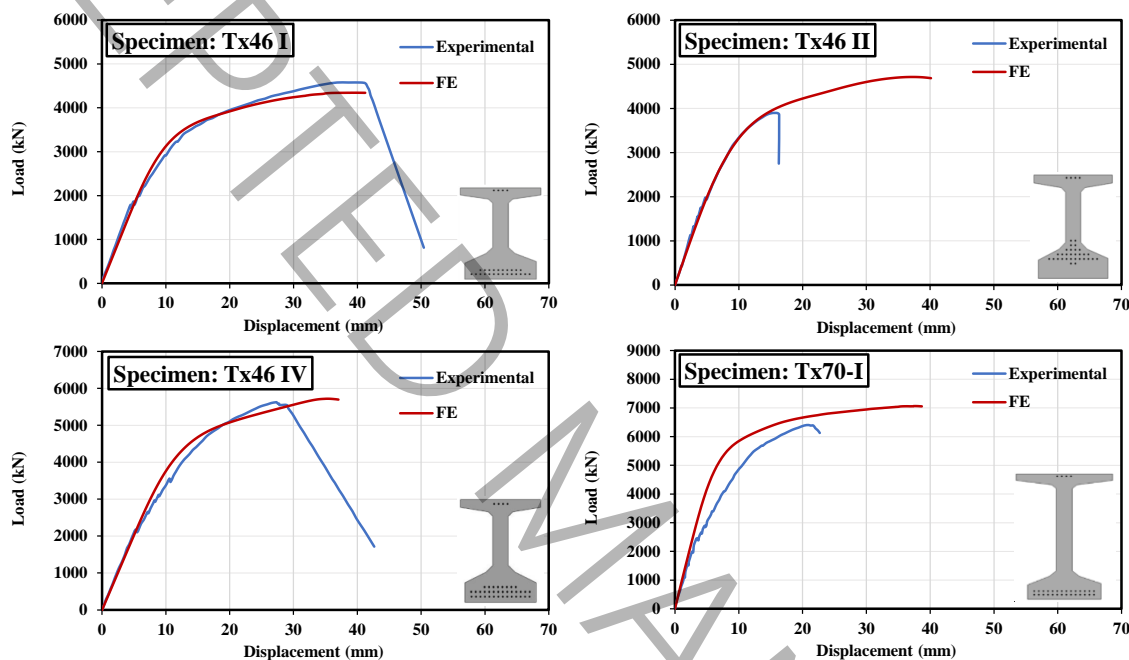 Specimen: Tx46 I
Experimental
FE
Load (kN)
6000
5000
4000
3000
2000
1000
0
0 10 20 30 40 50 60 70
Displacement (mm)
Specimen: Tx46 II
Experimental
FE
Load (kN)
6000
5000
4000
3000
2000
1000
0
0 10 20 30 40 50 60 70
Displacement (mm)
Specimen: Tx46 IV
Experimental
FE
Load (kN)
7000
6000
5000
4000
3000
2000
1000
0
0 10 20 30 40 50 60 70
Displacement (mm)
Specimen: Tx70-I
Experimental
FE
Load (kN)
9000
8000
7000
6000
5000
4000
3000
2000
1000
0
0 10 20 30 40 50 60 70
Displacement (mm)